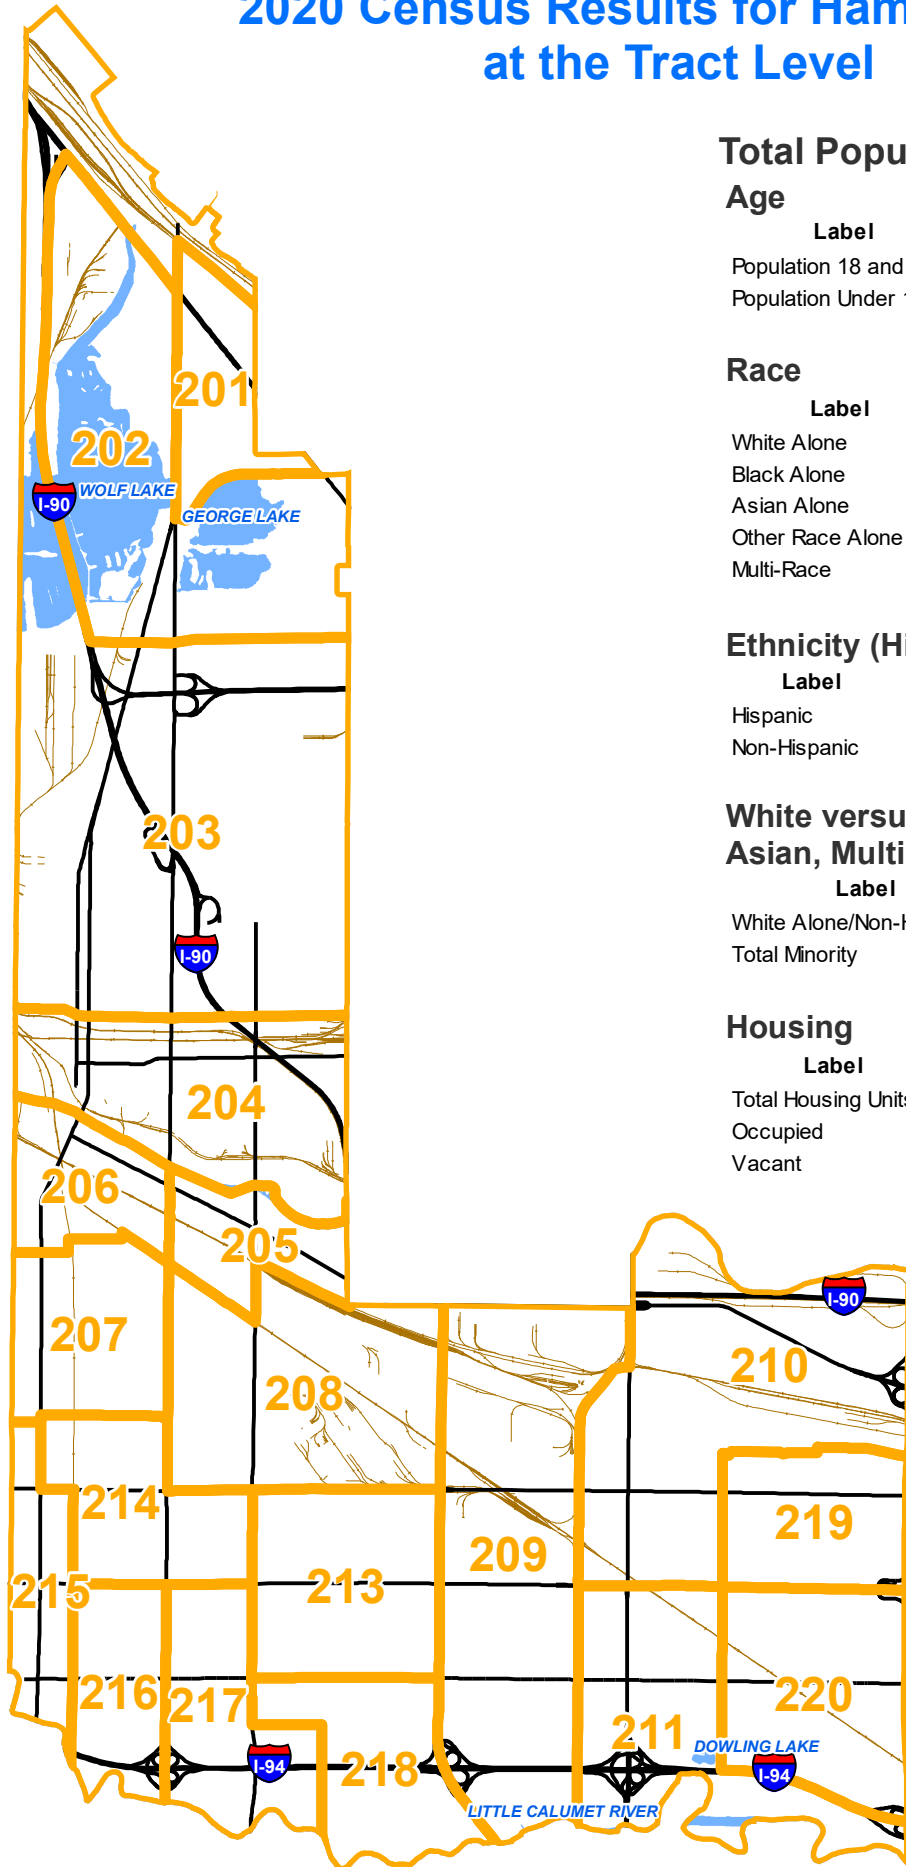 2020 Census Results for Ham
at the Tract Level
Total Popu
Age
Label
Population 18 and
Population Under
Race
Label
White Alone
Black Alone
Asian Alone
Other Race Alone
Multi-Race
Ethnicity (Hi
Label
Hispanic
Non-Hispanic
White versu
Asian, Multi
Label
White Alone/Non-H
Total Minority
Housing
Label
Total Housing Units
Occupied
Vacant
201
202
I-90
WOLF LAKE
GEORGE LAKE
203
I-90
204
206
205
I-90
207
210
208
214
219
209
215
213
216
217
220
211
DOWLING LAKE
I-94
218
I-94
LITTLE CALUMET RIVER